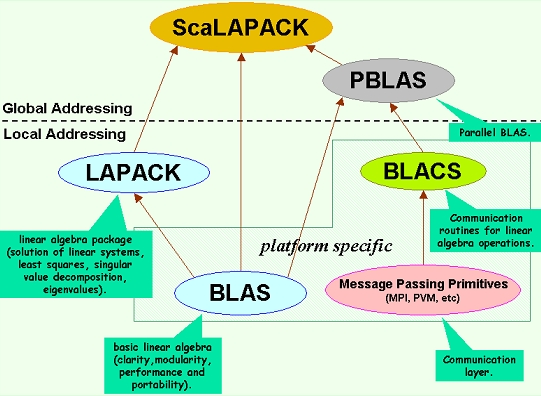 ScaLAPACK
PBLAS
Global Addressing
Local Addressing
Parallel BLAS.
LAPACK
BLACS
linear algebra package
(solution of linear systems,
least squares, singular
value decomposition,
eigenvalues).
Communication
routines for linear
algebra operations.
platform specific
BLAS
Message Passing Primitives
(MPI, PVM, etc)
basic linear algebra
(clarity,modularity,
performance and
portability).
Communication
layer.